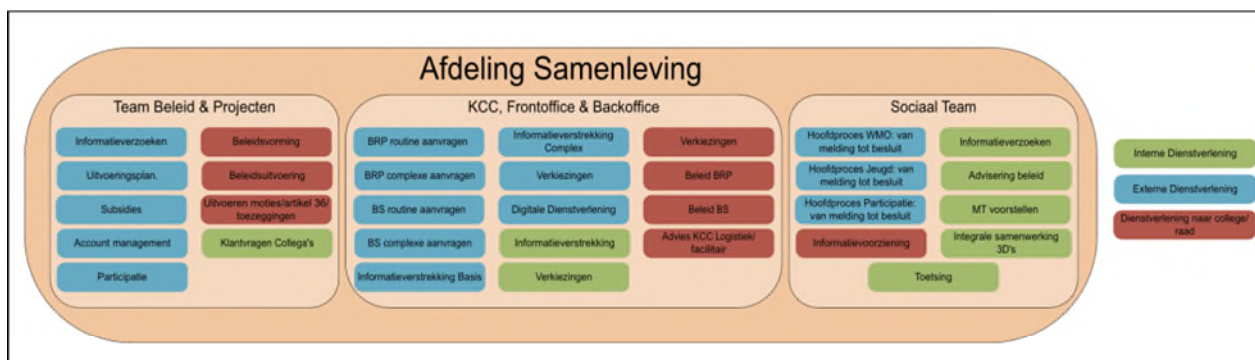 Afdeling Samenleving
Team Beleid & Projecten
Informatieverzoeken
Uitvoeringsplan.
Subsidies
Account management
Participatie
Beleidsvorming
Beleidsuitvoering
Uitvoeren moties/artikel 36/
toezeggingen
Klantvragen Collega's
KCC, Frontoffice & Backoffice
BRP routine aanvragen
BRP complexe aanvragen
BS routine aanvragen
BS complexe aanvragen
Informatieverstrekking Basis
Informatieverstrekking
Complex
Verkiezingen
Digitale Dienstverlening
Informatieverstrekking
Verkiezingen
Verkiezingen
Beleid BRP
Beleid BS
Advies KCC Logistiek/
facilitair
Sociaal Team
Hoofdproces WMO: van
melding tot besluit
Hoofdproces Jeugd: van
melding tot besluit
Hoofdproces Participatie:
van melding tot besluit
Informatievoorziening
Informatieverzoeken
Advisering beleid
MT voorstellen
Integrale samenwerking
3D's
Toetsing
Interne Dienstverlening
Externe Dienstverlening
Dienstverlening naar college/
raad